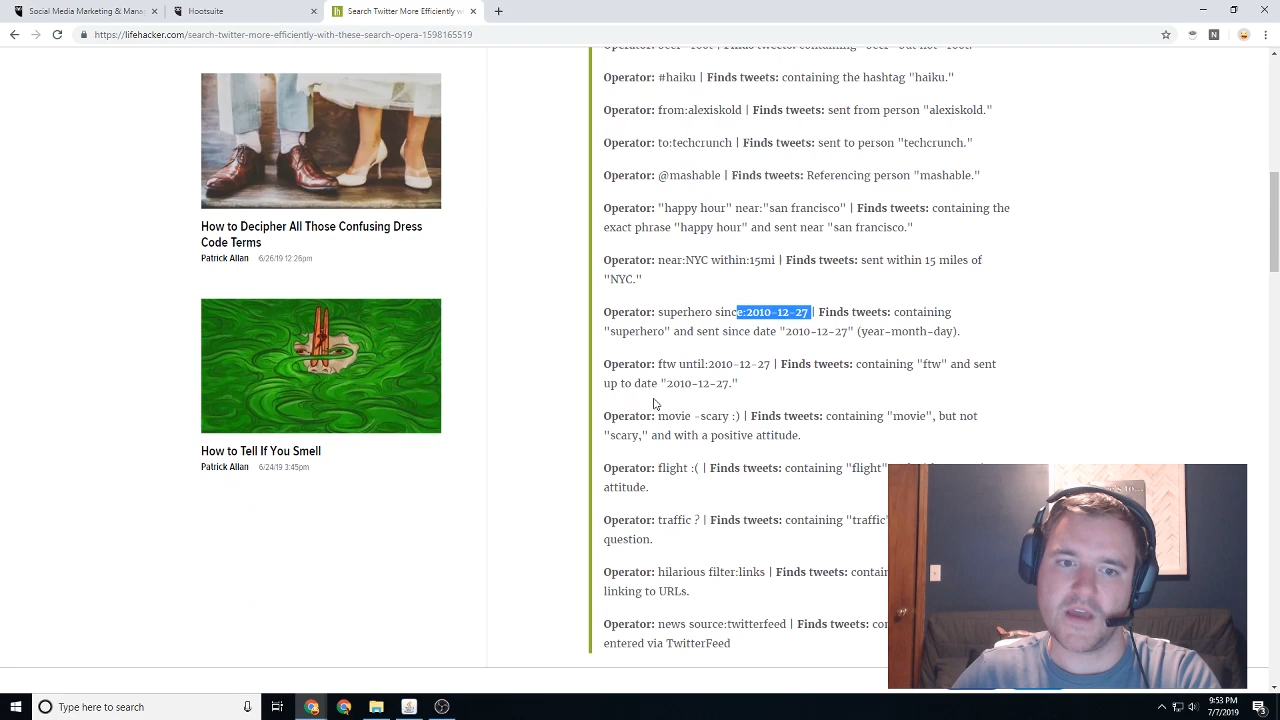 Social Media Marketing & Mana
Hootsuite
Search Twitter More Efficiently w
https://lifehacker.com/search-twitter-more-efficiently-with-these-search-opera-1598165519
Operator: #haiku | Finds tweets: containing the hashtag "haiku."
Operator: from:alexiskold | Finds tweets: sent from person "alexiskold."
Operator: to:techcrunch | Finds tweets: sent to person "techcrunch."
Operator: @mashable | Finds tweets: Referencing person "mashable."
Operator: "happy hour" near:"san francisco" | Finds tweets: containing the
exact phrase "happy hour" and sent near "san francisco."
Operator: near:NYC within:15mi | Finds tweets: sent within 15 miles of
"NYC."
Operator: superhero since:2010-12-27 | Finds tweets: containing
"superhero" and sent since date "2010-12-27" (year-month-day).
Operator: ftw until:2010-12-27 | Finds tweets: containing "ftw" and sent
up to date "2010-12-27."
Operator: movie -scary :) | Finds tweets: containing "movie", but not
"scary," and with a positive attitude.
Operator: flight :( | Finds tweets: containing "flight"
attitude.
Operator: traffic ? | Finds tweets: containing "traffic"
question.
Operator: hilarious filter:links | Finds tweets: contain
linking to URLs.
Operator: news source:twitterfeed | Finds tweets: co
entered via TwitterFeed
How to Decipher All Those Confusing Dress
Code Terms
Patrick Allan 6/26/19 12:26pm
How to Tell If You Smell
Patrick Allan 6/24/19 3:45pm
Type here to search
9:53 PM
7/7/2019